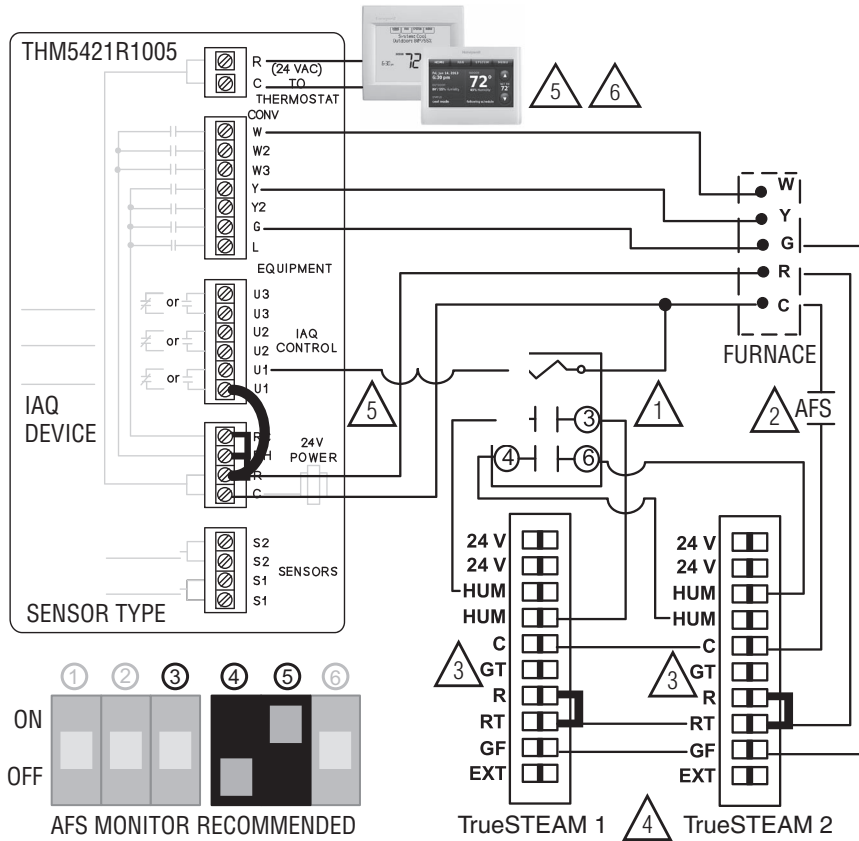 THM5421R1005
R
(24 VAC)
C
TO
THERMOSTAT
CONV
W
W2
W3
Y
Y2
G
L
EQUIPMENT
U3
U3
U2
IAQ
U2
CONTROL
U1
U1
or
or
or
IAQ
DEVICE
24V
POWER
R
C
S2
S2
SENSORS
S1
S1
SENSOR TYPE
72
72°
5
6
W
Y
G
R
C
FURNACE
5
1
2
AFS
3
4
6
24 V
24 V
HUM
HUM
C
GT
R
RT
GF
EXT
3
TrueSTEAM 1
24 V
24 V
HUM
HUM
C
GT
R
RT
GF
EXT
3
4
TrueSTEAM 2
1 2 3 4 5 6
ON
OFF
AFS MONITOR RECOMMENDED